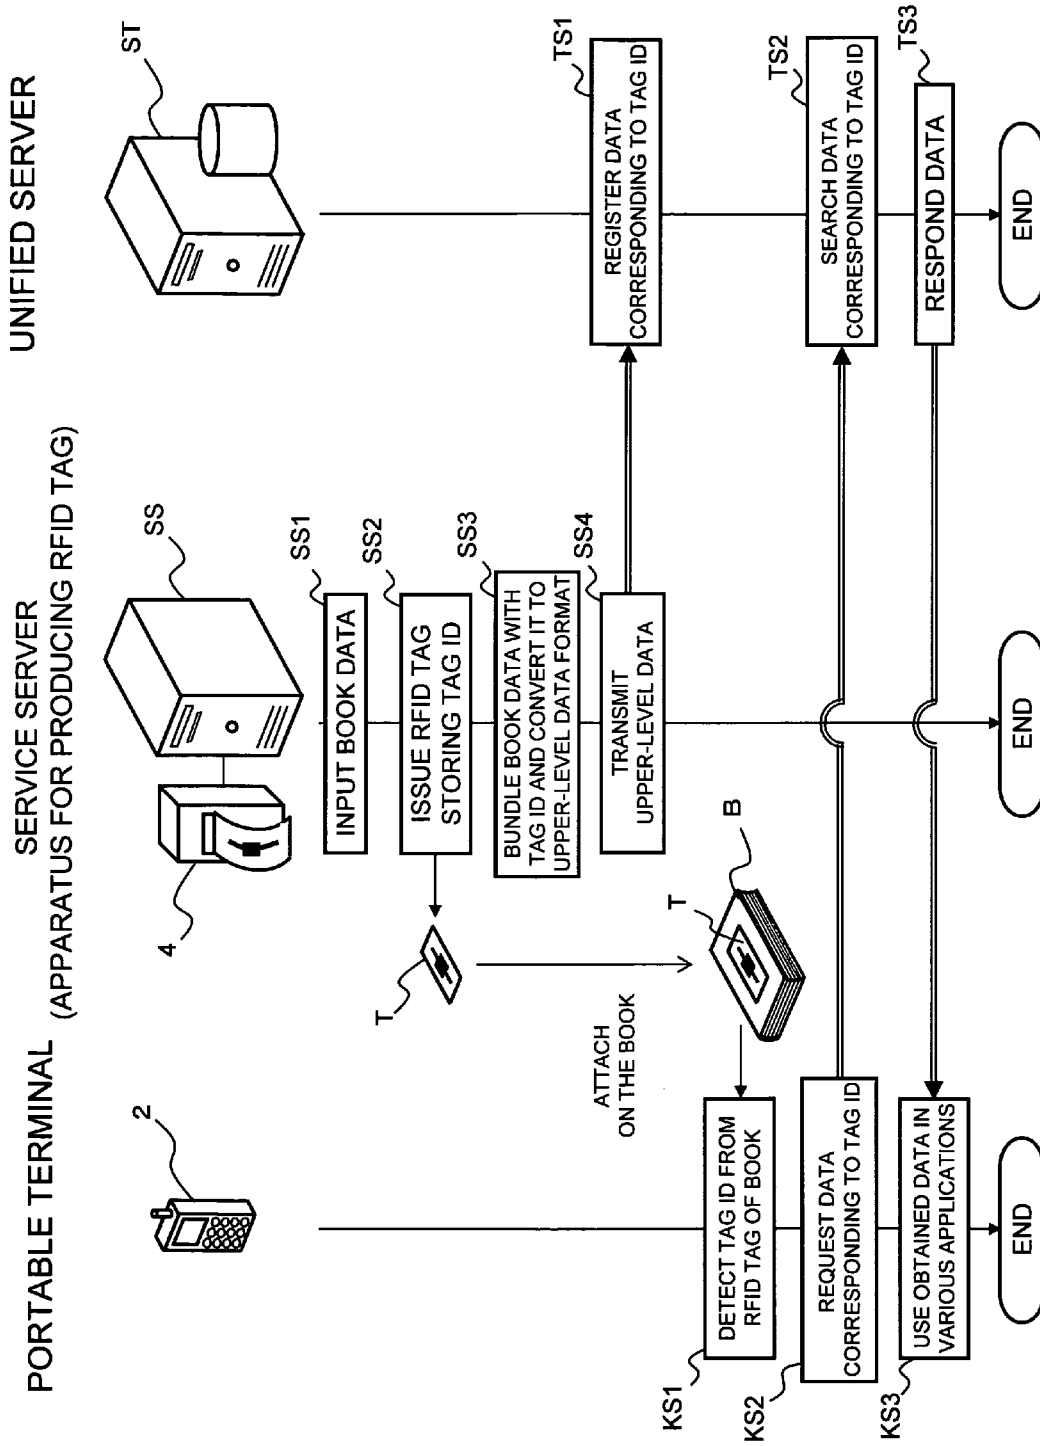 PORTABLE TERMINAL
2
KS1
DETECT TAG ID FROM
RFID TAG OF BOOK
KS2
REQUEST DATA
CORRESPONDING TO TAG ID
KS3
USE OBTAINED DATA IN
VARIOUS APPLICATIONS
END
SERVICE SERVER
(APPARATUS FOR PRODUCING RFID TAG)
4
SS
SS1
INPUT BOOK DATA
SS2
ISSUE RFID TAG
STORING TAG ID
T
SS3
BUNDLE BOOK DATA WITH
TAG ID AND CONVERT IT TO
UPPER-LEVEL DATA FORMAT
SS4
TRANSMIT
UPPER-LEVEL DATA
ATTACH
ON THE BOOK
T
B
END
UNIFIED SERVER
ST
TS1
REGISTER DATA
CORRESPONDING TO TAG ID
TS2
SEARCH DATA
CORRESPONDING TO TAG ID
TS3
RESPOND DATA
END